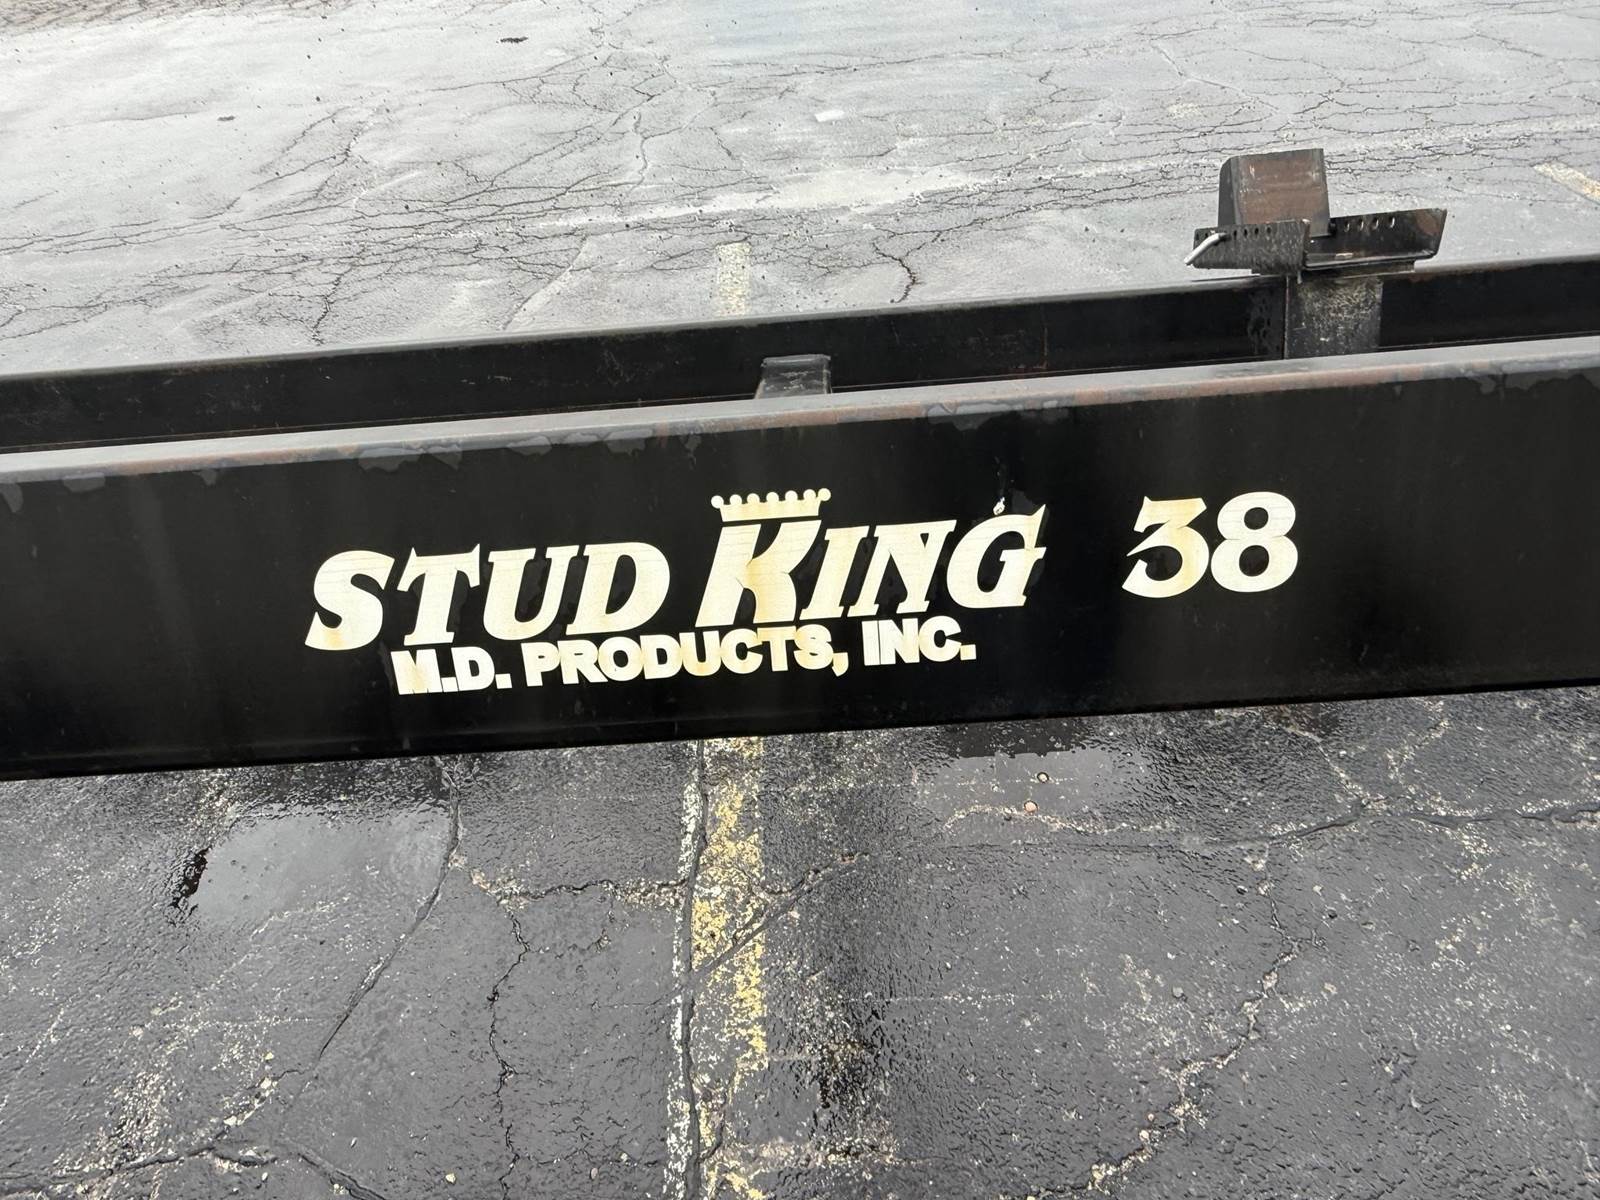 STUD KING 38
M.D. PRODUCTS, INC.